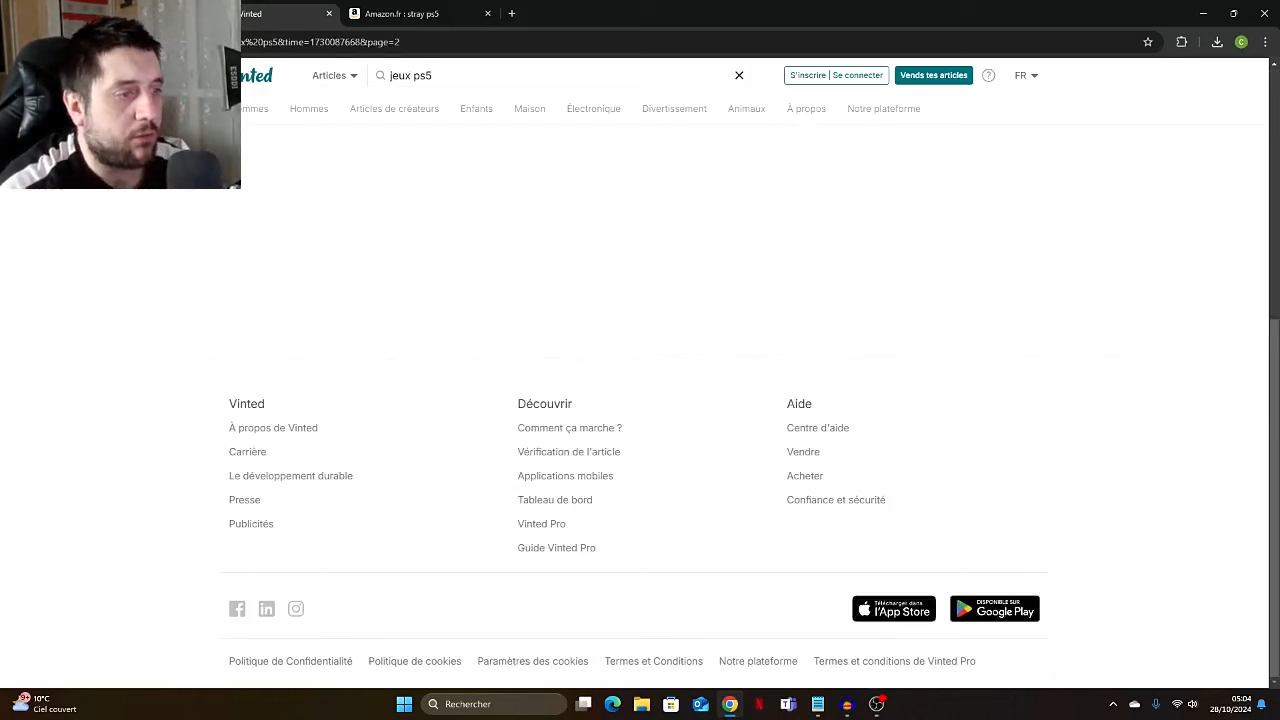 Vinted
Amazon.fr : stray ps5
x%20ps5&time=1730087668&page=2
nted
Articles
jeux ps5
S'inscrire | Se connecter
Vends tes articles
?
FR
emmes
Hommes
Articles de créateurs
Enfants
Maison
Électronique
Divertissement
Animaux
À propos
Notre plateforme
ESDDI
Vinted
À propos de Vinted
Carrière
Le développement durable
Presse
Publicités
Découvrir
Comment ça marche ?
Vérification de l'article
Applications mobiles
Tableau de bord
Vinted Pro
Guide Vinted Pro
Aide
Centre d'aide
Vendre
Acheter
Confiance et sécurité
Télécharger dans
l'App Store
DISPONIBLE SUR
Google Play
Politique de Confidentialité
Politique de cookies
Paramètres des cookies
Termes et Conditions
Notre plateforme
Termes et conditions de Vinted Pro
10°C
Ciel couvert
Rechercher
05:04
28/10/2024